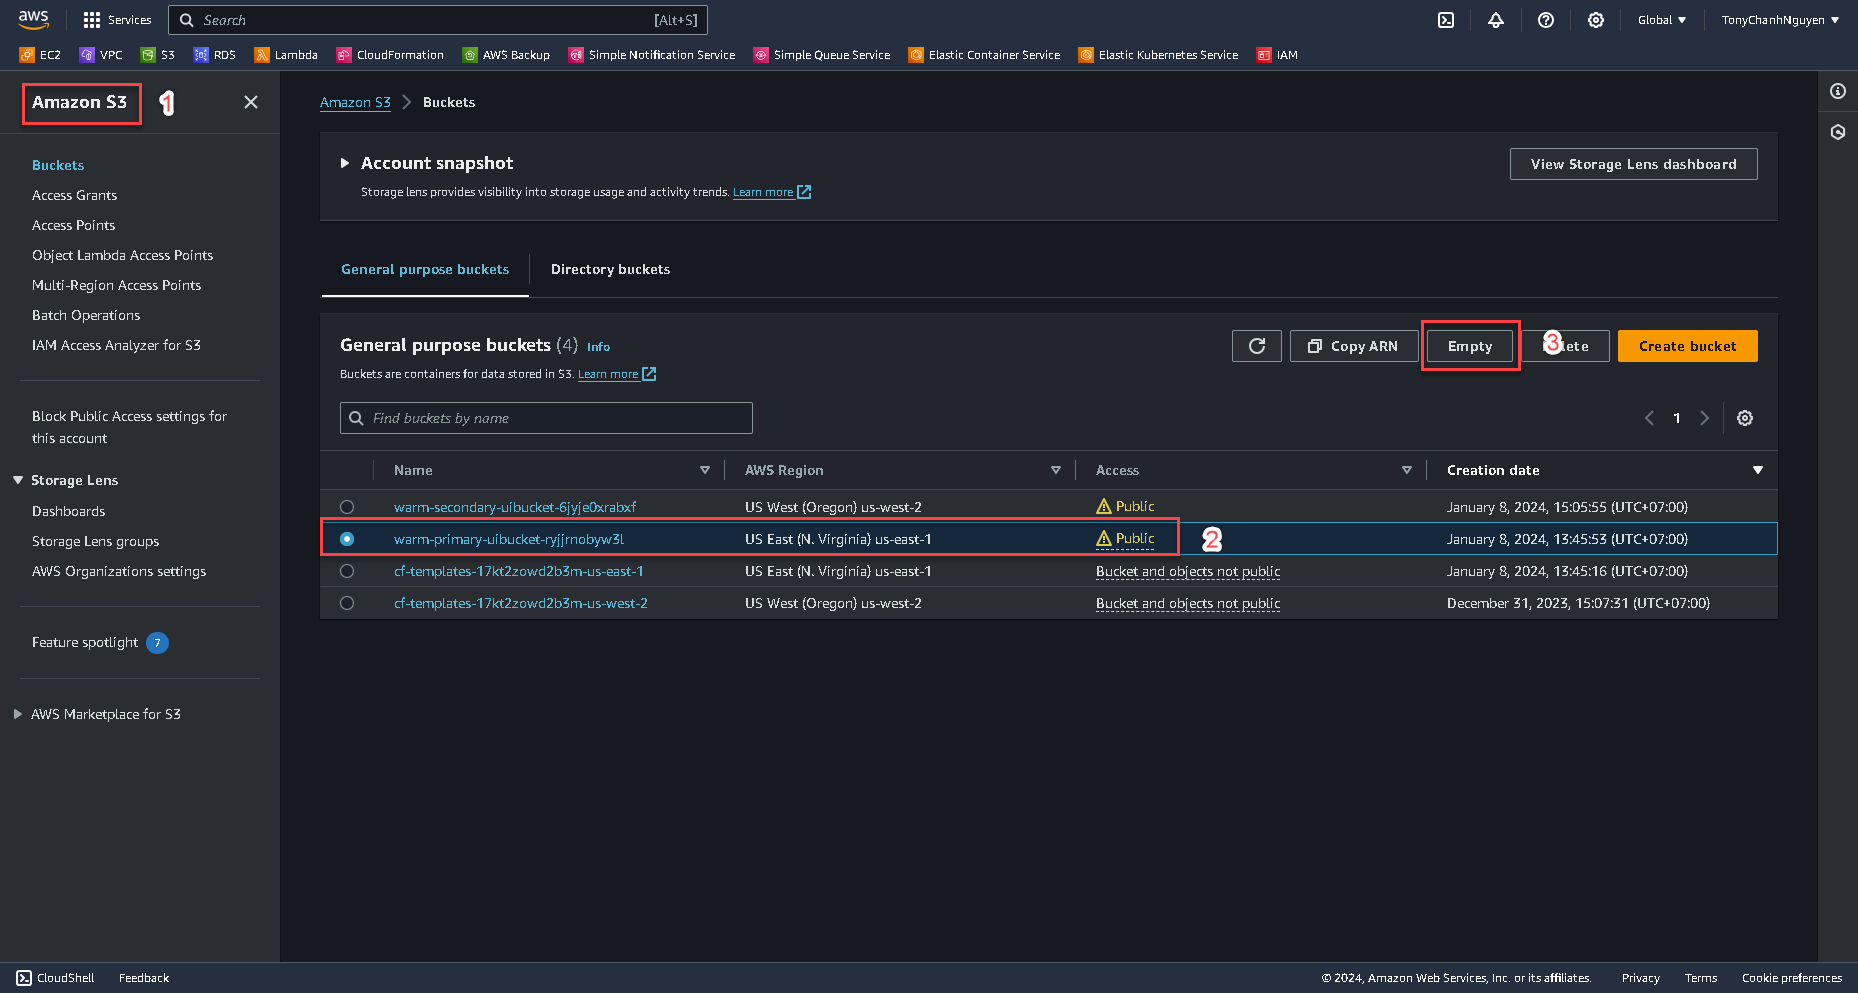 aws
Services
Search
[Alt+S]
Global
TonyChanhNguyen
EC2
VPC
S3
RDS
Lambda
CloudFormation
AWS Backup
Simple Notification Service
Simple Queue Service
Elastic Container Service
Elastic Kubernetes Service
IAM
Amazon S3
1
Buckets
Access Grants
Access Points
Object Lambda Access Points
Multi-Region Access Points
Batch Operations
IAM Access Analyzer for S3
Block Public Access settings for
this account
Storage Lens
Dashboards
Storage Lens groups
AWS Organizations settings
Feature spotlight 7
AWS Marketplace for S3
Amazon S3 > Buckets
Account snapshot
Storage lens provides visibility into storage usage and activity trends. Learn more
View Storage Lens dashboard
General purpose buckets
Directory buckets
General purpose buckets (4) Info
Buckets are containers for data stored in S3. Learn more
Copy ARN
Empty
3
Create bucket
Find buckets by name
1
Name AWS Region Access Creation date
warm-secondary-uibucket-6jyje0xrabxf US West (Oregon) us-west-2 Public January 8, 2024, 15:05:55 (UTC+07:00)
warm-primary-uibucket-ryjjrnobyw3l US East (N. Virginia) us-east-1 Public 2 January 8, 2024, 13:45:53 (UTC+07:00)
cf-templates-17kt2zowd2b3m-us-east-1 US East (N. Virginia) us-east-1 Bucket and objects not public January 8, 2024, 13:45:16 (UTC+07:00)
cf-templates-17kt2zowd2b3m-us-west-2 US West (Oregon) us-west-2 Bucket and objects not public December 31, 2023, 15:07:31 (UTC+07:00)
CloudShell
Feedback
© 2024, Amazon Web Services, Inc. or its affiliates.
Privacy
Terms
Cookie preferences